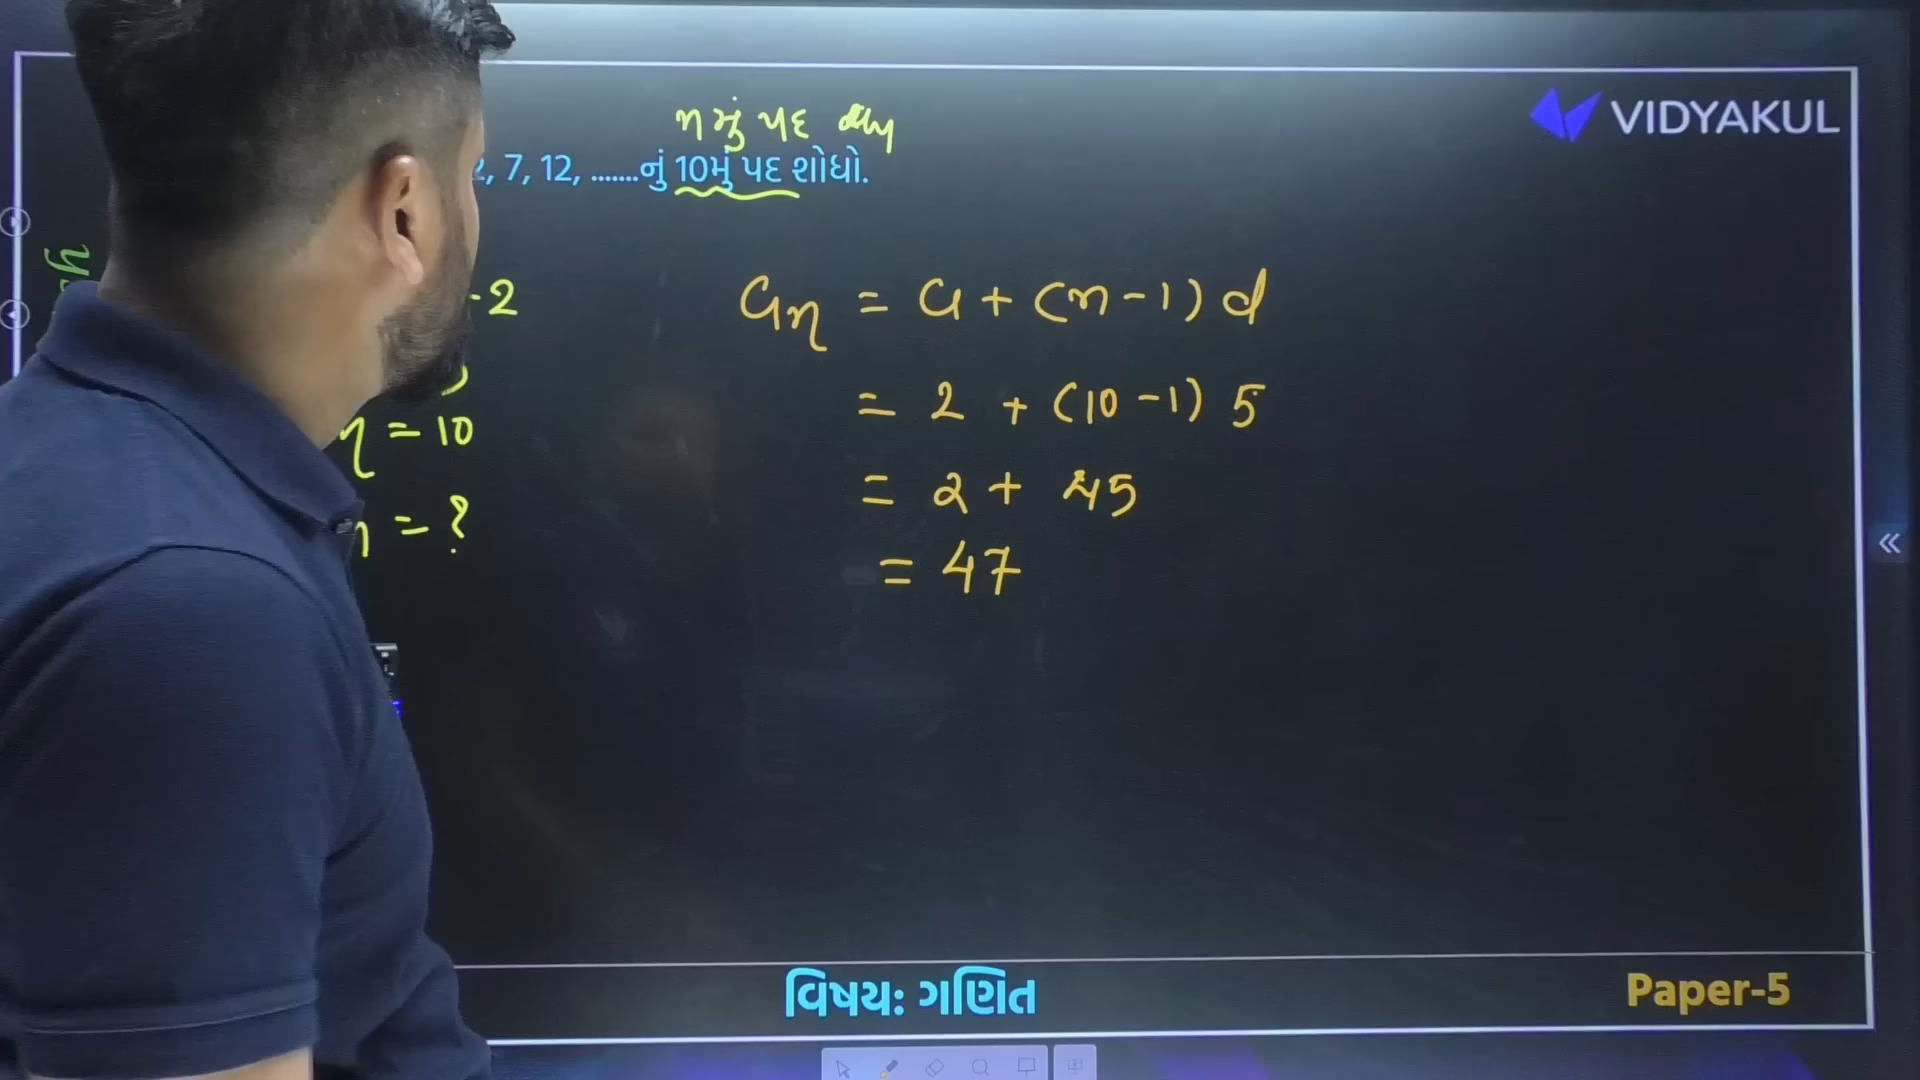 n મું પદ
VIDYAKUL
2, 7, 12, .......નું 10મું પદ શોધો.
-2
n = 10
= ?
an = a + (n-1) d
= 2 + (10-1) 5
= 2 + 45
= 47
વિષય: ગણિત
Paper-5